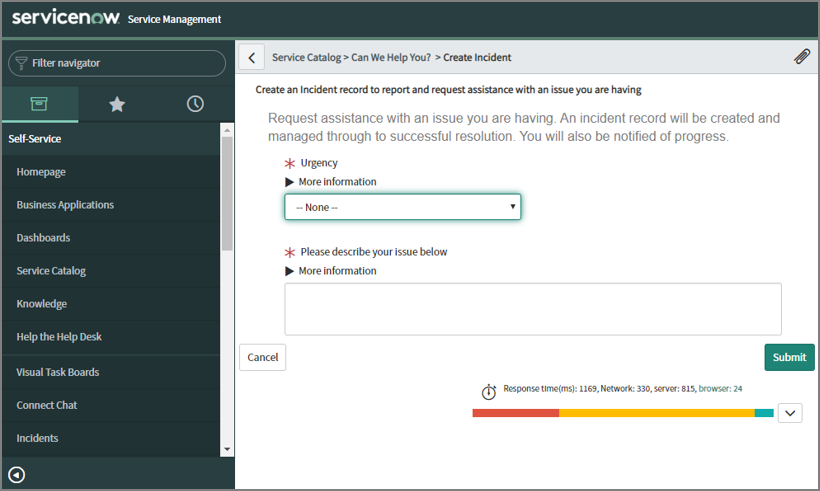 servicenow Service Management
Filter navigator
Self-Service
Homepage
Business Applications
Dashboards
Service Catalog
Knowledge
Help the Help Desk
Visual Task Boards
Connect Chat
Incidents
Service Catalog > Can We Help You? > Create Incident
Create an Incident record to report and request assistance with an issue you are having
Request assistance with an issue you are having. An incident record will be created and
managed through to successful resolution. You will also be notified of progress.
Urgency
More information
-- None --
Please describe your issue below
More information
Cancel
Submit
Response time(ms): 1169, Network: 330, server: 815, browser: 24